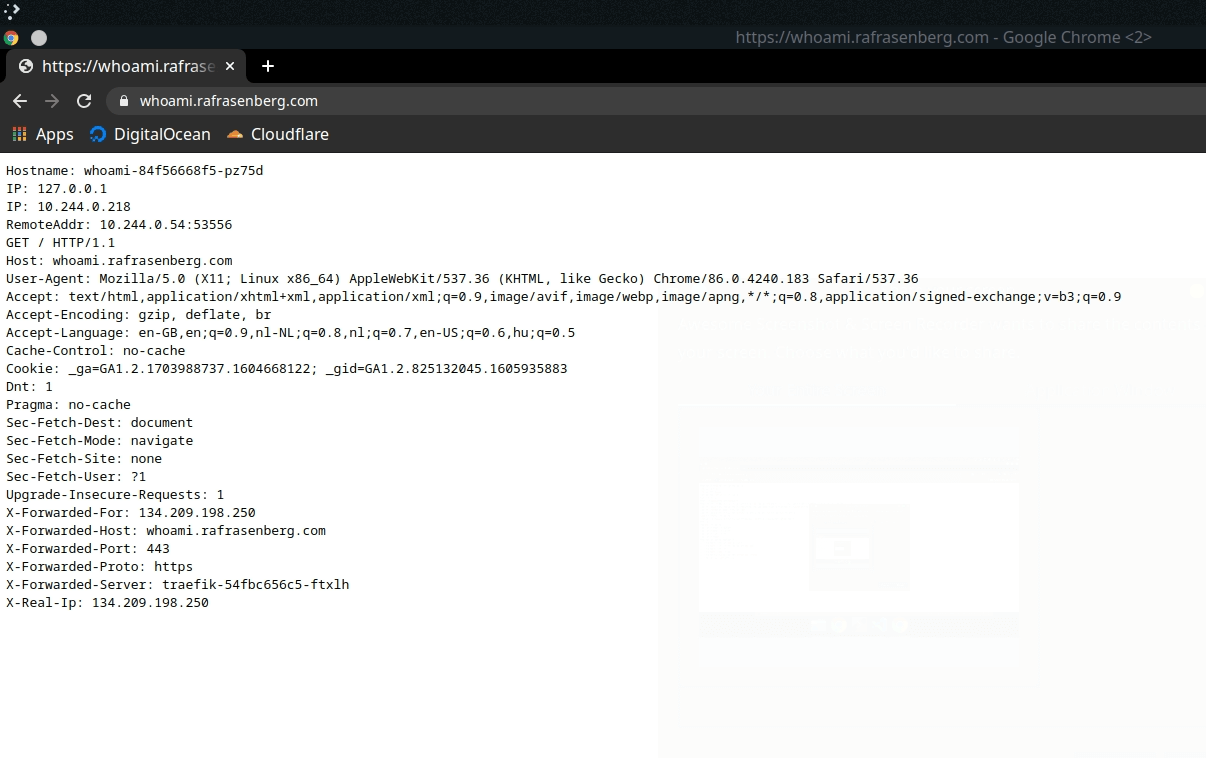 https://whoami.rafrasenberg.com - Google Chrome <2>
https://whoami.rafrase
whoami.rafrasenberg.com
Apps DigitalOcean Cloudflare
Hostname: whoami-84f56668f5-pz75d
IP: 127.0.0.1
IP: 10.244.0.218
RemoteAddr: 10.244.0.54:53556
GET / HTTP/1.1
Host: whoami.rafrasenberg.com
User-Agent: Mozilla/5.0 (X11; Linux x86_64) AppleWebKit/537.36 (KHTML, like Gecko) Chrome/86.0.4240.183 Safari/537.36
Accept: text/html,application/xhtml+xml,application/xml;q=0.9,image/avif,image/webp,image/apng,*/*;q=0.8,application/signed-exchange;v=b3;q=0.9
Accept-Encoding: gzip, deflate, br
Accept-Language: en-GB,en;q=0.9,nl-NL;q=0.8,nl;q=0.7,en-US;q=0.6,hu;q=0.5
Cache-Control: no-cache
Cookie: _ga=GA1.2.1703988737.1604668122; _gid=GA1.2.825132045.1605935883
Dnt: 1
Pragma: no-cache
Sec-Fetch-Dest: document
Sec-Fetch-Mode: navigate
Sec-Fetch-Site: none
Sec-Fetch-User: ?1
Upgrade-Insecure-Requests: 1
X-Forwarded-For: 134.209.198.250
X-Forwarded-Host: whoami.rafrasenberg.com
X-Forwarded-Port: 443
X-Forwarded-Proto: https
X-Forwarded-Server: traefik-54fbc656c5-ftxlh
X-Real-Ip: 134.209.198.250